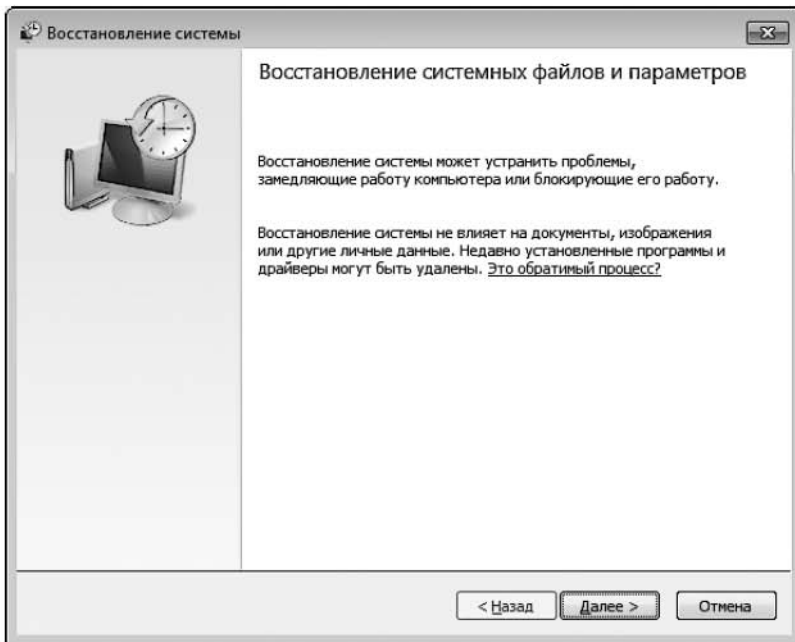 Восстановление системы
Восстановление системных файлов и параметров
Восстановление системы может устранить проблемы,
замедляющие работу компьютера или блокирующие его работу.
Восстановление системы не влияет на документы, изображения
или другие личные данные. Недавно установленные программы и
драйверы могут быть удалены. Это обратимый процесс?
< Назад Далее > Отмена